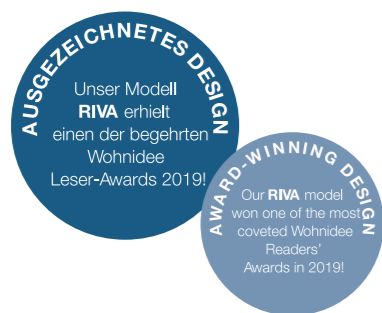 AUSGEZEICHNETES DESIGN
Unser Modell
RIVA erhielt
einen der begehrten
Wohnidee
Leser-Awards 2019!
AWARD-WINNING DESIGN
Our RIVA model
won one of the most
coveted Wohnidee
Readers'
Awards in 2019!